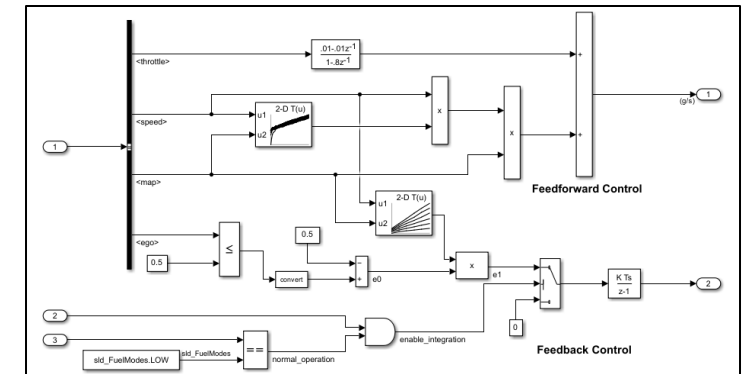 .01-.01z-1
1-.8z-1
<throttle>
+
1
(g/s)
2-D T(u)
<speed>
u1
u2
x
x
+
1
<map>
2-D T(u)
u1
u2
Feedforward Control
<ego>
≤
0.5
0.5
convert
−
+
e0
x
e1
K Ts
z-1
2
0
2
3
==
enable_integration
sld_FuelModes.LOW
sld_FuelModes
normal_operation
Feedback Control